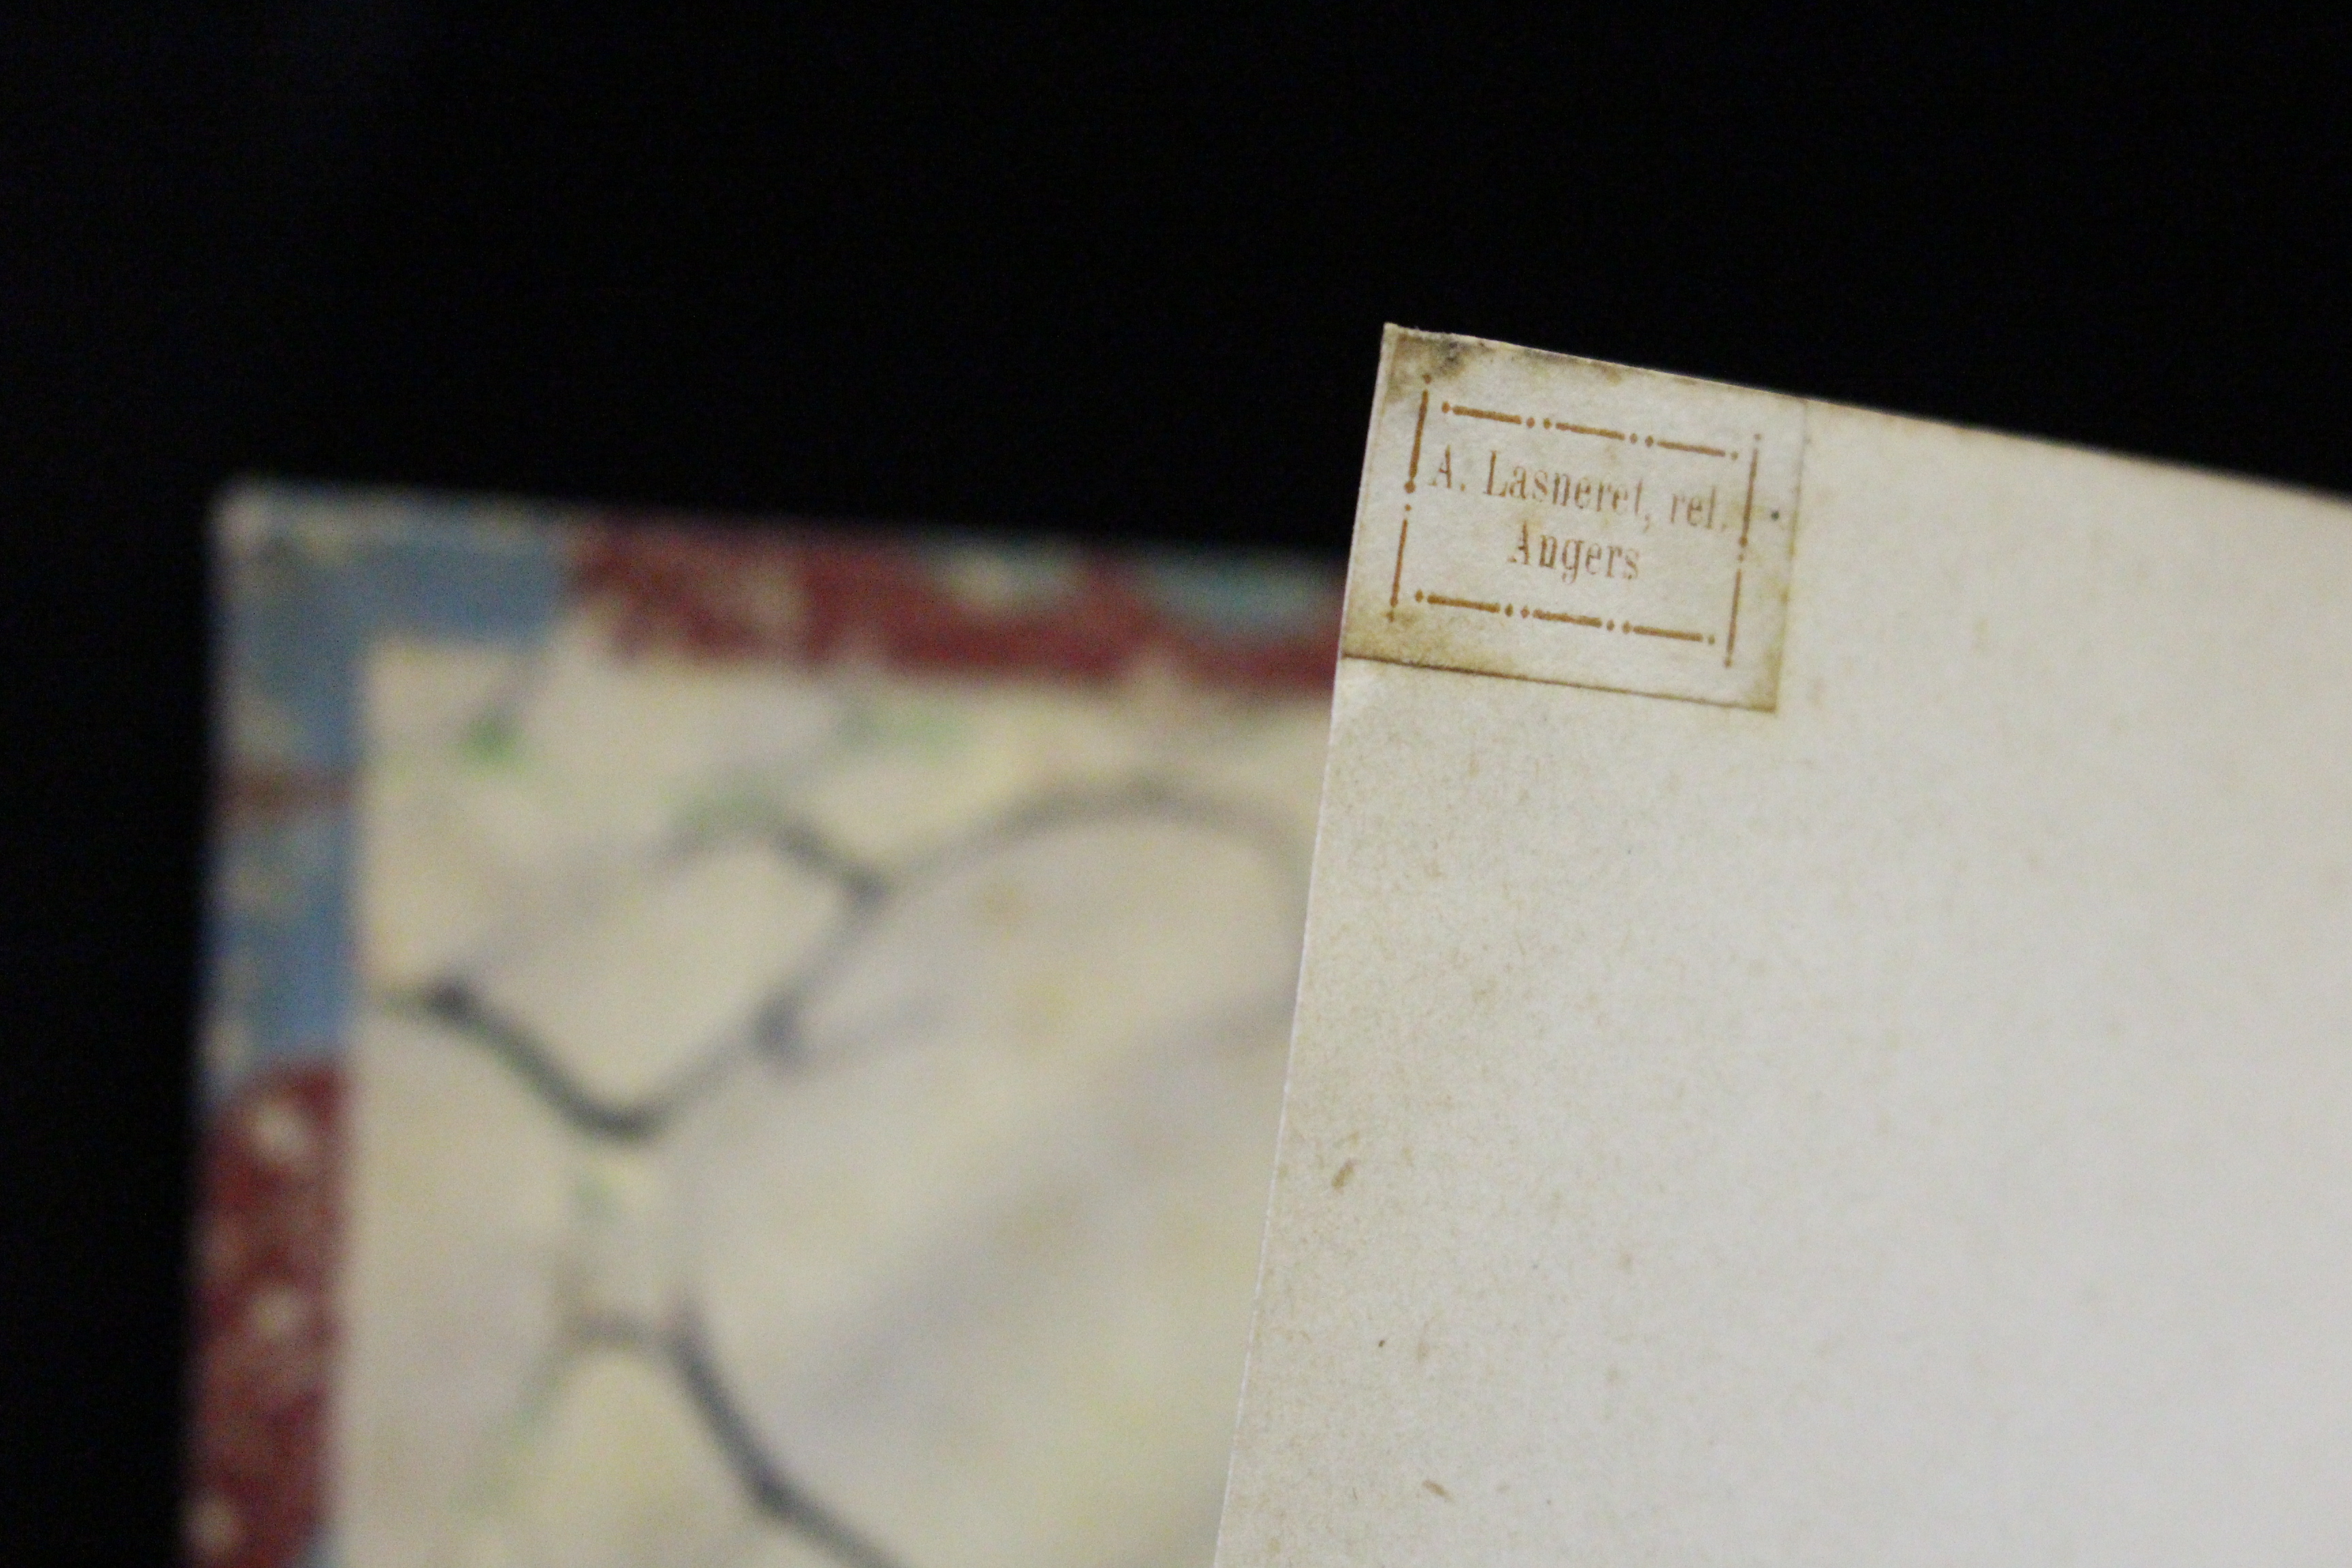 A. Lasneret, rel.
Angers